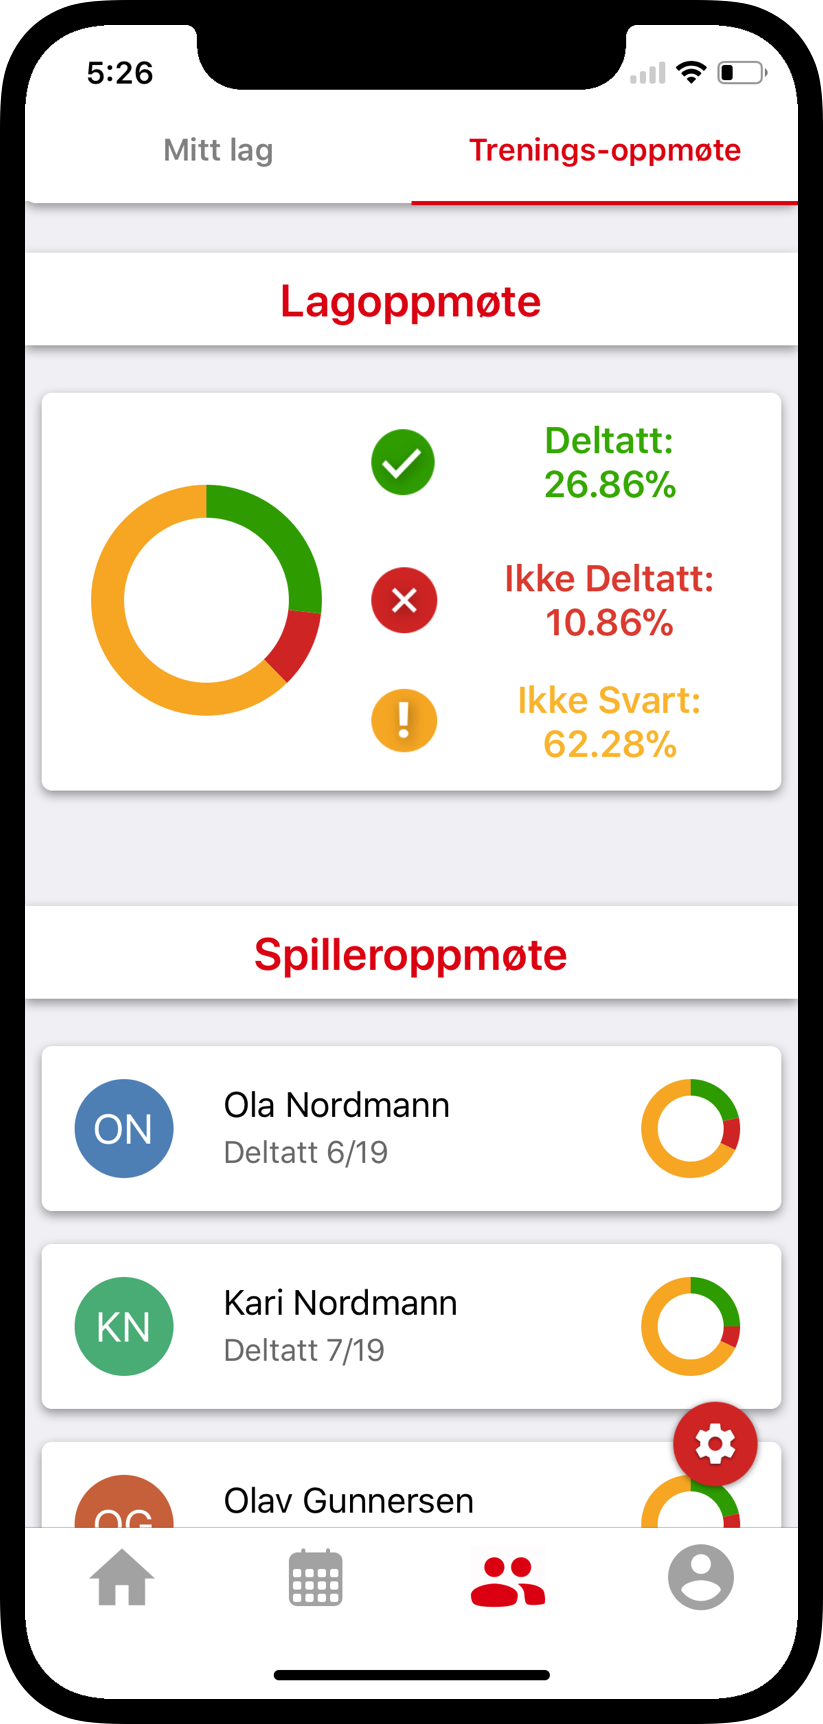 5:26
Mitt lag
Trenings-oppmøte
Lagoppmøte
Deltatt:
26.86%
Ikke Deltatt:
10.86%
Ikke Svart:
62.28%
Spilleroppmøte
ON
Ola Nordmann
Deltatt 6/19
KN
Kari Nordmann
Deltatt 7/19
OG
Olav Gunnersen